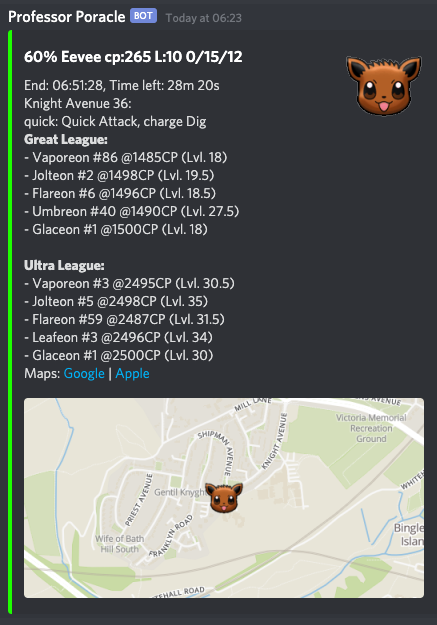 Professor Poracle BOT Today at 06:23
60% Eevee cp:265 L:10 0/15/12
End: 06:51:28, Time left: 28m 20s
Knight Avenue 36:
quick: Quick Attack, charge Dig
Great League:
- Vaporeon #86 @1485CP (Lvl. 18)
- Jolteon #2 @1498CP (Lvl. 19.5)
- Flareon #6 @1496CP (Lvl. 18.5)
- Umbreon #40 @1490CP (Lvl. 27.5)
- Glaceon #1 @1500CP (Lvl. 18)
Ultra League:
- Vaporeon #3 @2495CP (Lvl. 30.5)
- Jolteon #5 @2498CP (Lvl. 35)
- Flareon #59 @2487CP (Lvl. 31.5)
- Leafeon #3 @2496CP (Lvl. 34)
- Glaceon #1 @2500CP (Lvl. 30)
Maps: Google | Apple
MILL LANE
AVENUE
Victoria Memorial
Recreation
Ground
SHIPMAN AVENUE
KNIGHT AVENUE
PRIEST AVENUE
Gentil Knyght
FRANKLYN ROAD
WHITEN
Wife of Bath
Hill South
Bingle
Islan
ZEHALL ROAD